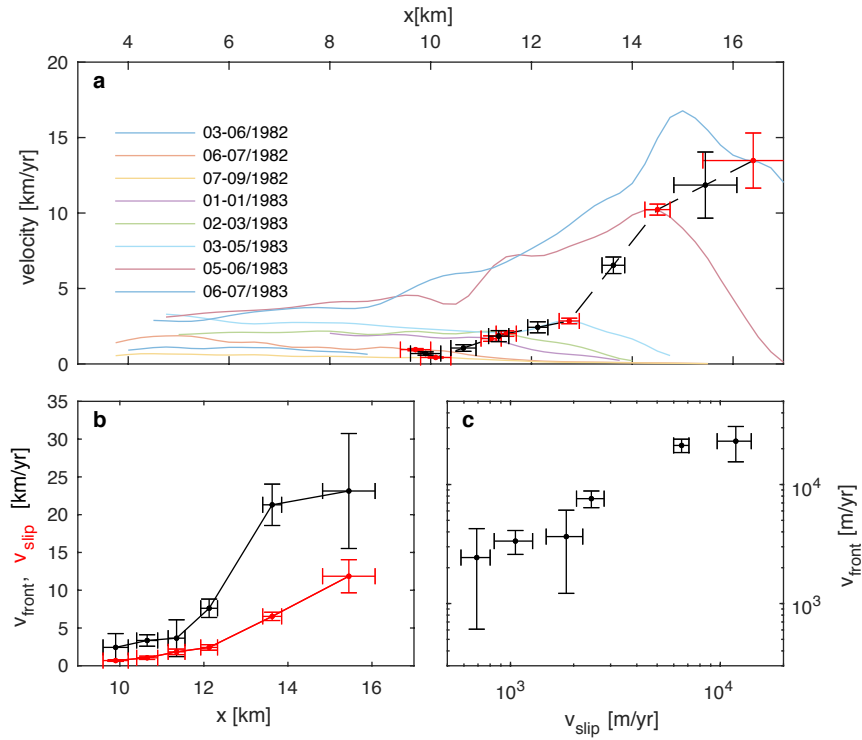 x[km]
4 6 8 10 12 14 16
a
20
15
10
5
0
velocity [km/yr]
03-06/1982
06-07/1982
07-09/1982
01-01/1983
02-03/1983
03-05/1983
05-06/1983
06-07/1983
b
35
30
25
20
15
10
5
0
v_front, v_slip [km/yr]
10 12 14 16
x [km]
c
10^4
10^3
v_front [m/yr]
10^3 10^4
v_slip [m/yr]